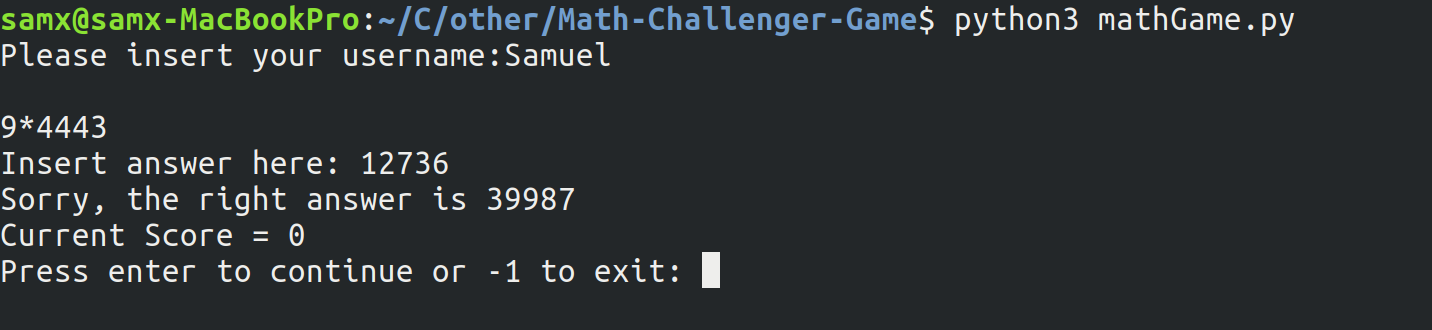 samx@samx-MacBookPro:~/C/other/Math-Challenger-Game$ python3 mathGame.py
Please insert your username:Samuel
9*4443
Insert answer here: 12736
Sorry, the right answer is 39987
Current Score = 0
Press enter to continue or -1 to exit: